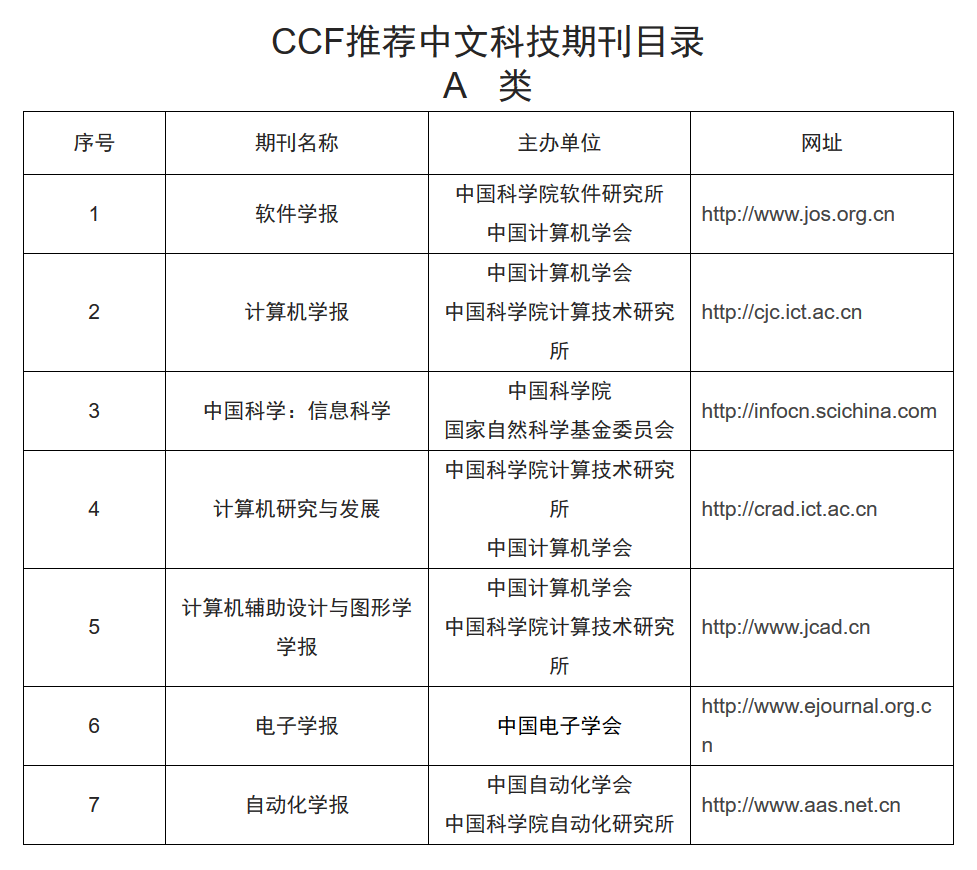 CCF推荐中文科技期刊目录
A 类
序号 期刊名称 主办单位 网址
1 软件学报 中国科学院软件研究所 http://www.jos.org.cn
中国计算机学会
2 计算机学报 中国计算机学会 http://cjc.ict.ac.cn
中国科学院计算技术研究
所
3 中国科学：信息科学 中国科学院 http://infocn.scichina.com
国家自然科学基金委员会
4 计算机研究与发展 中国科学院计算技术研究 http://crad.ict.ac.cn
所
中国计算机学会
5 计算机辅助设计与图形学 中国计算机学会 http://www.jcad.cn
学报 中国科学院计算技术研究
所
6 电子学报 中国电子学会 http://www.ejournal.org.c
n
7 自动化学报 中国自动化学会 http://www.aas.net.cn
中国科学院自动化研究所